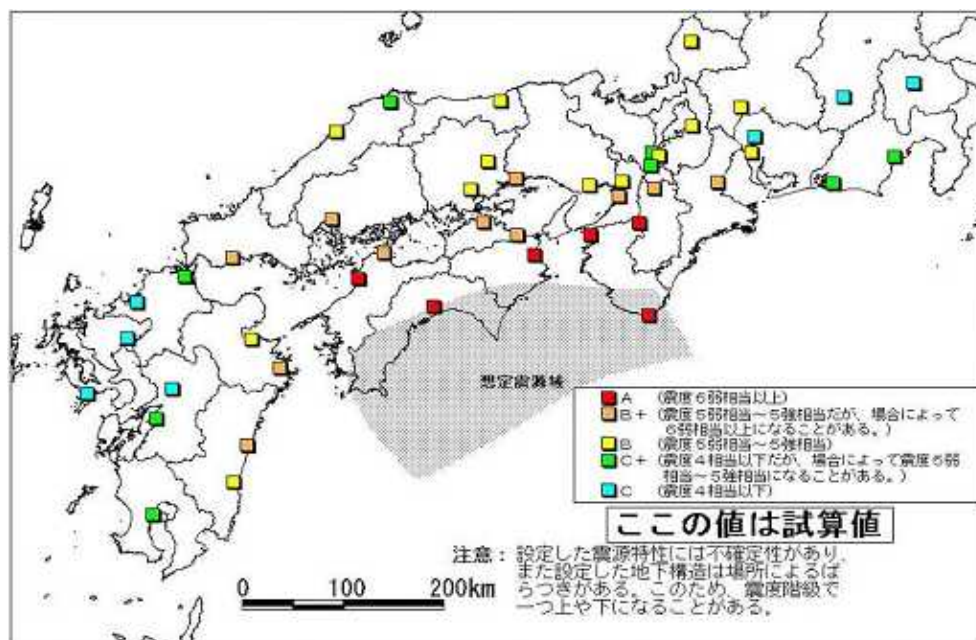 想定震源域
A (震度6弱相当以上)
B+ (震度5弱相当~5強相当だが、場合によって
6弱相当以上になることがある。)
B (震度5弱相当~5強相当)
C+ (震度4相当以下だが、場合によって震度5弱
相当~5強相当になることがある。)
C (震度4相当以下)
ここの値は試算値
注意: 設定した震源特性には不確定性があり、
また設定した地下構造は場所によるば
らつきがある。このため、震度階級で
一つ上や下になることがある。
0 100 200km